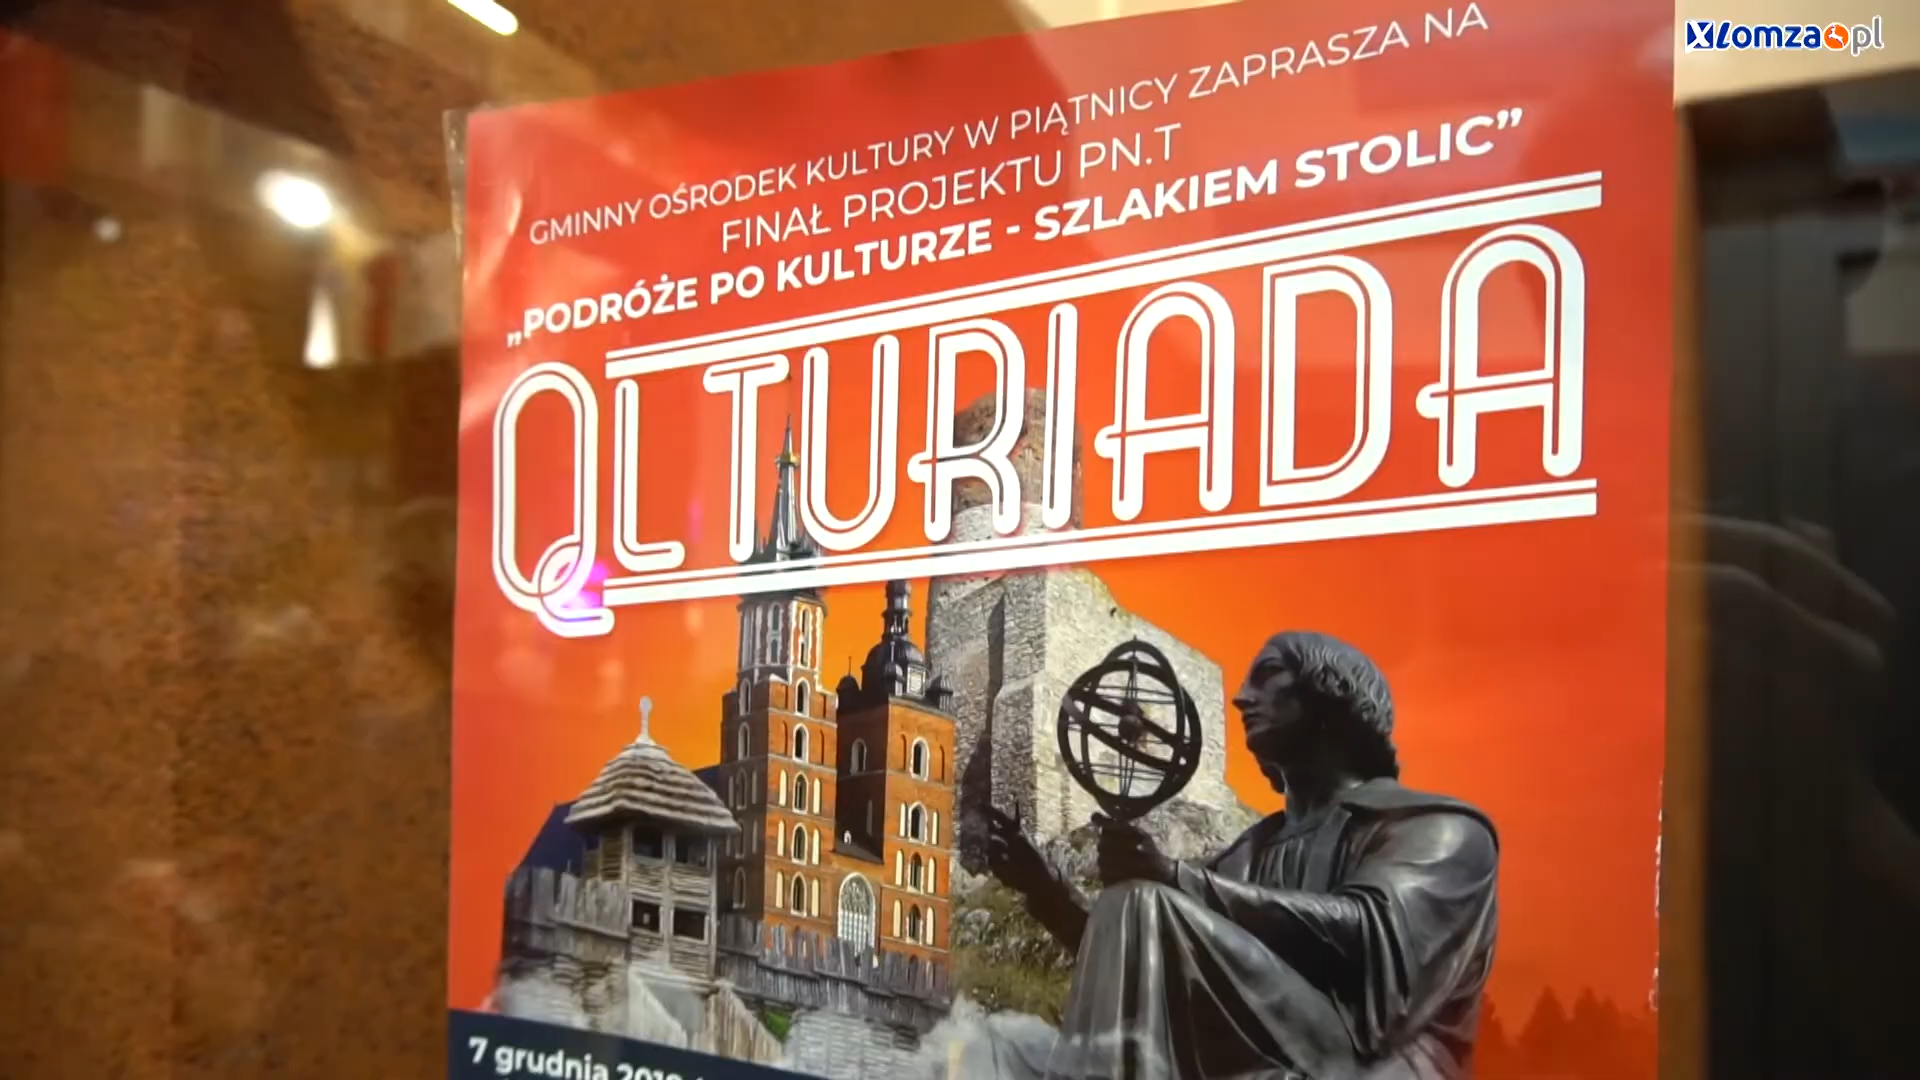 XLomza.pl
GMINNY OŚRODEK KULTURY W PIĄTNICY ZAPRASZA NA
FINAŁ PROJEKTU PN.T
„PODRÓŻE PO KULTURZE - SZLAKIEM STOLIC”
QLTURIADA
7 grudnia